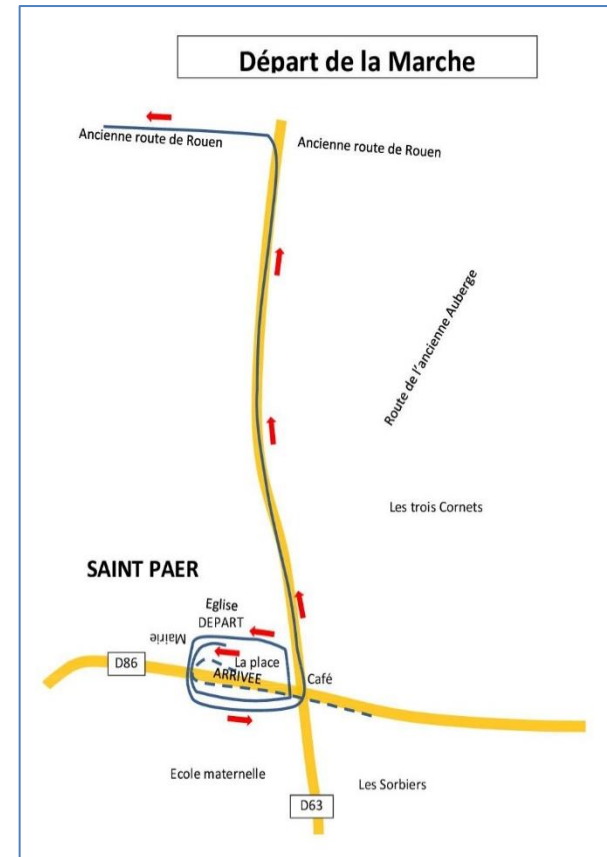 Départ de la Marche
Ancienne route de Rouen
Ancienne route de Rouen
Route de l'ancienne Auberge
Les trois Cornets
SAINT PAER
Eglise
DEPART
Mairie
La place
D86
ARRIVEE
Café
Ecole maternelle
Les Sorbiers
D63